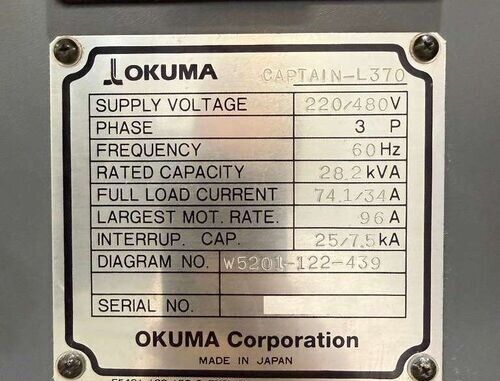 OKUMA CAPTAIN-L370
SUPPLY VOLTAGE 220/480V
PHASE 3 P
FREQUENCY 60Hz
RATED CAPACITY 28.2kVA
FULL LOAD CURRENT 74.1/34A
LARGEST MOT. RATE. 96A
INTERRUP. CAP. 25/7.5kA
DIAGRAM NO. W5201-122-439
SERIAL NO.
OKUMA Corporation
MADE IN JAPAN